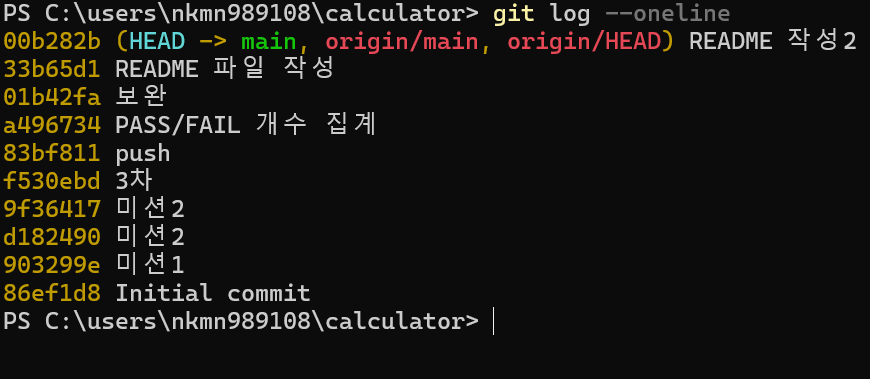 PS C:\users\nkmn989108\calculator> git log --oneline
00b282b (HEAD -> main, origin/main, origin/HEAD) README 작성2
33b65d1 README 파일 작성
01b42fa 보완
a496734 PASS/FAIL 개수 집계
83bf811 push
f530ebd 3차
9f36417 미션2
d182490 미션2
903299e 미션1
86ef1d8 Initial commit
PS C:\users\nkmn989108\calculator>